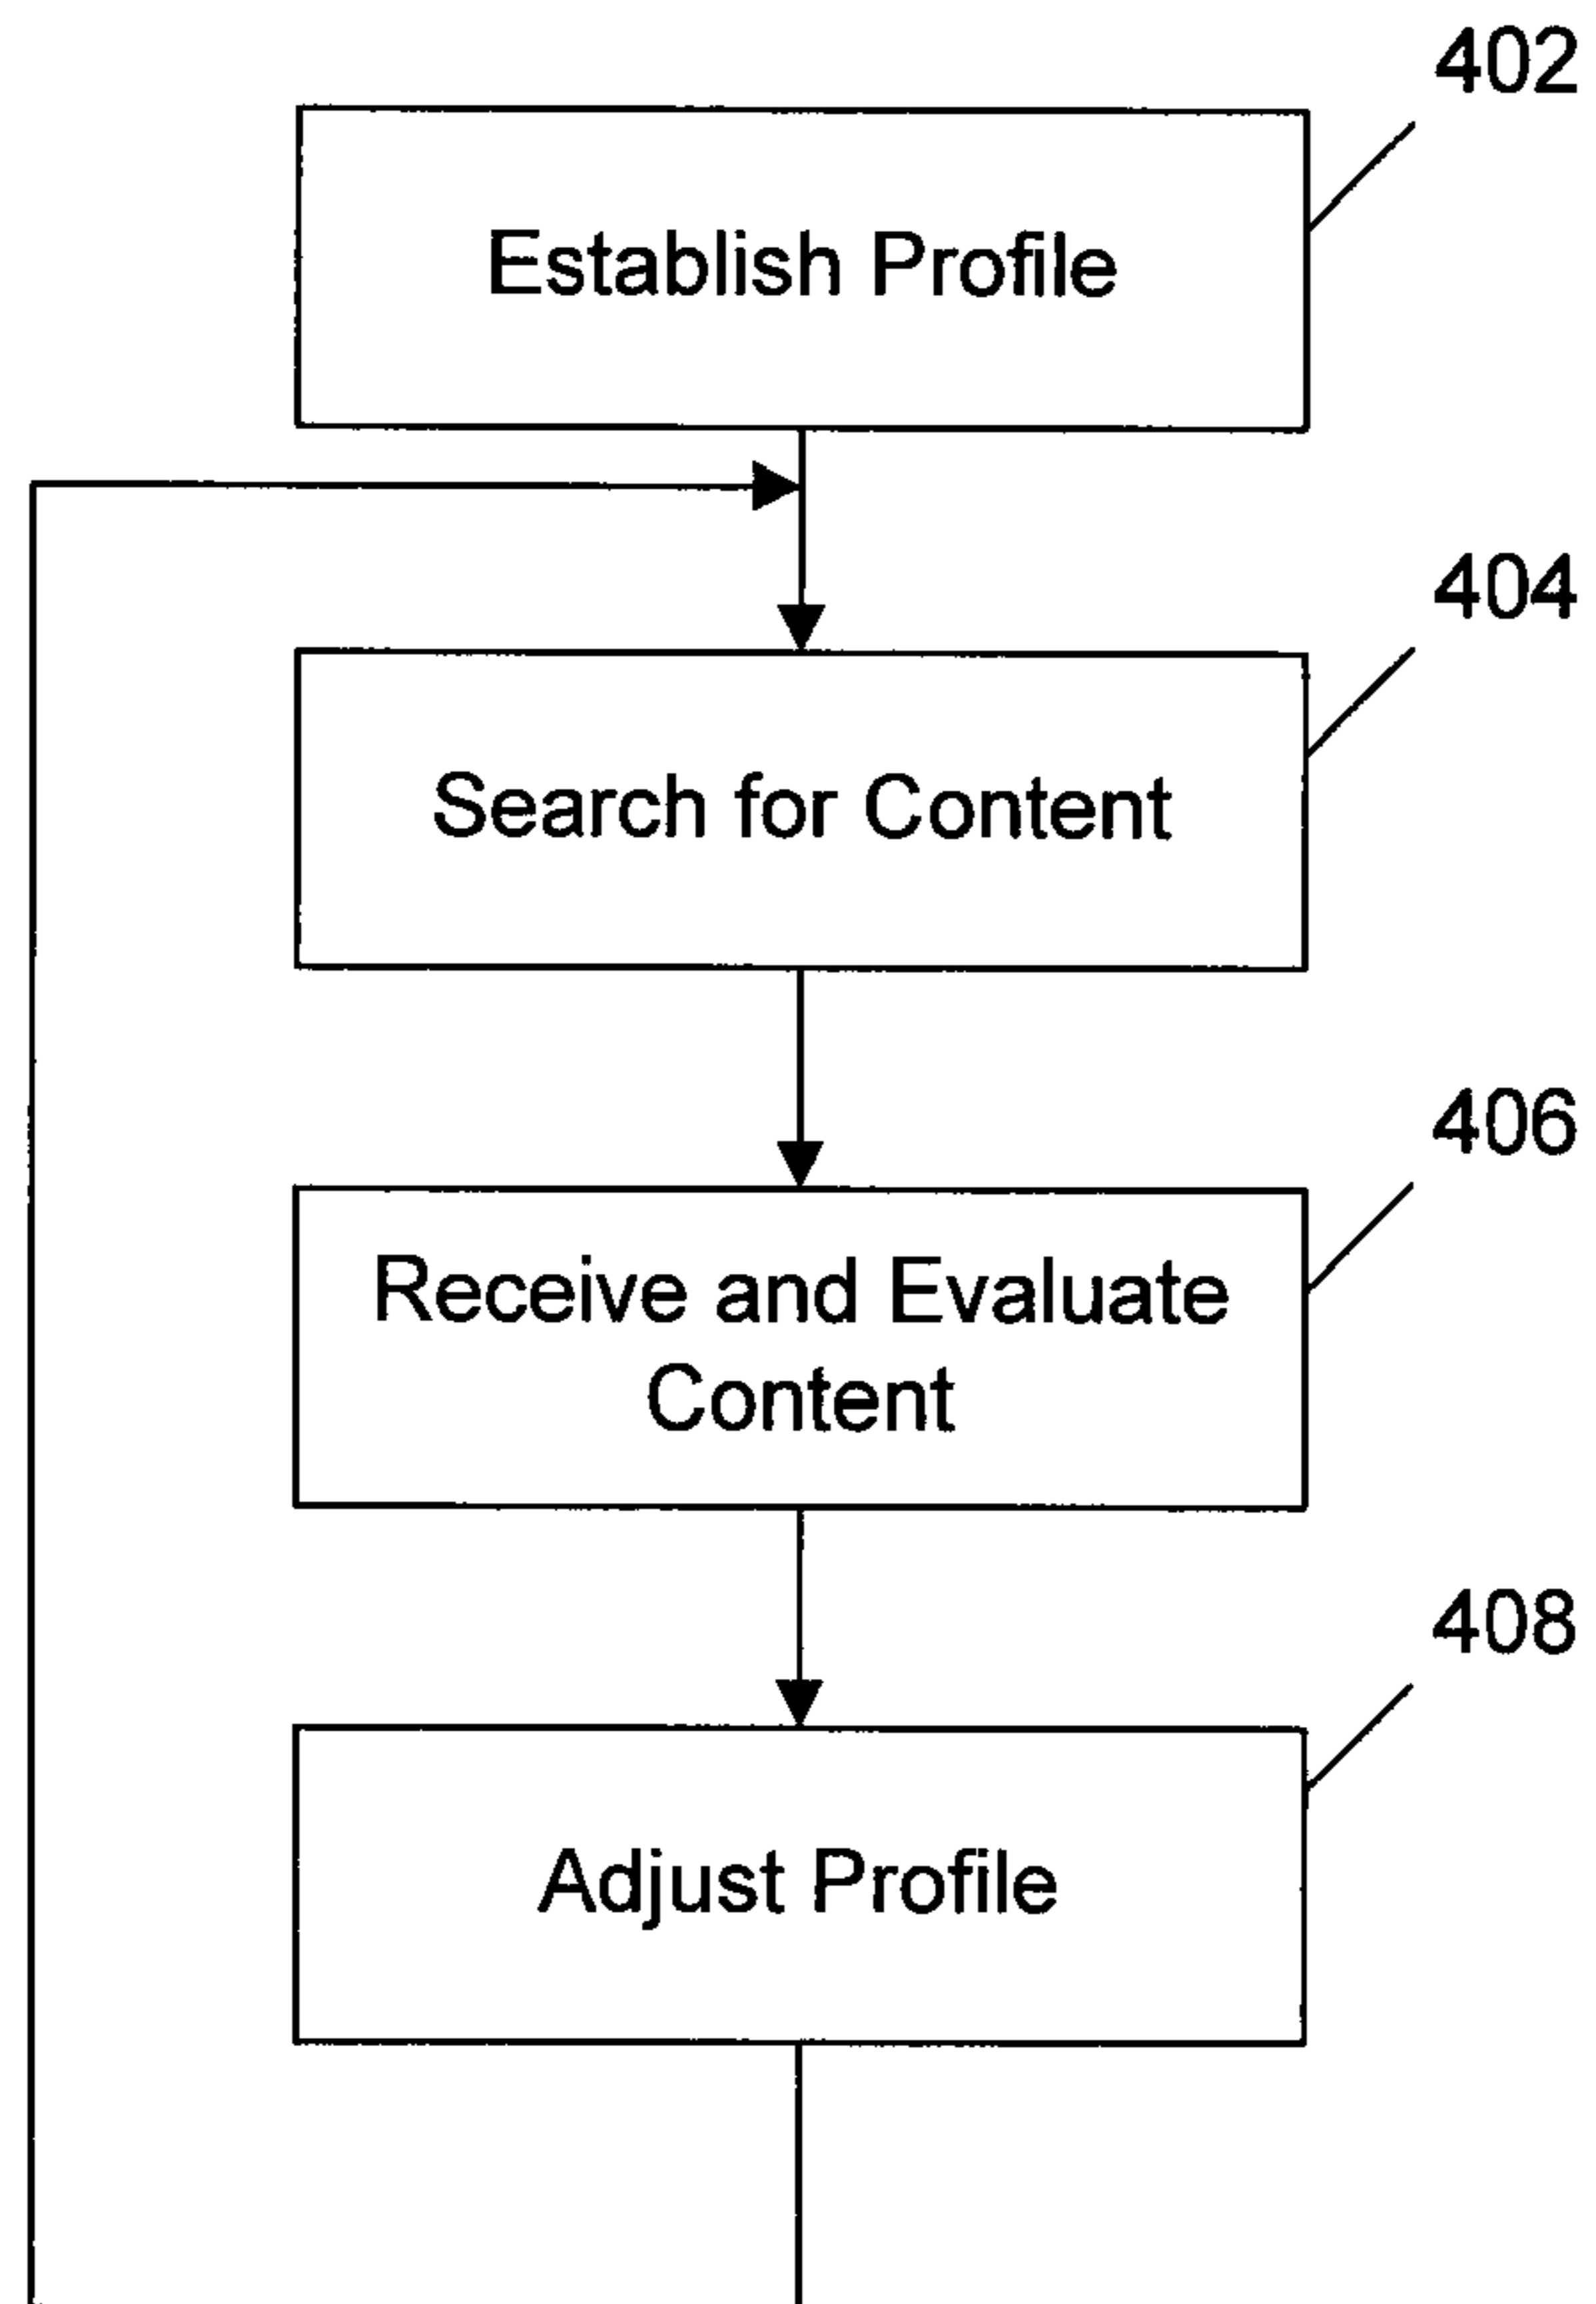 402
Establish Profile
404
Search for Content
406
Receive and Evaluate
Content
408
Adjust Profile